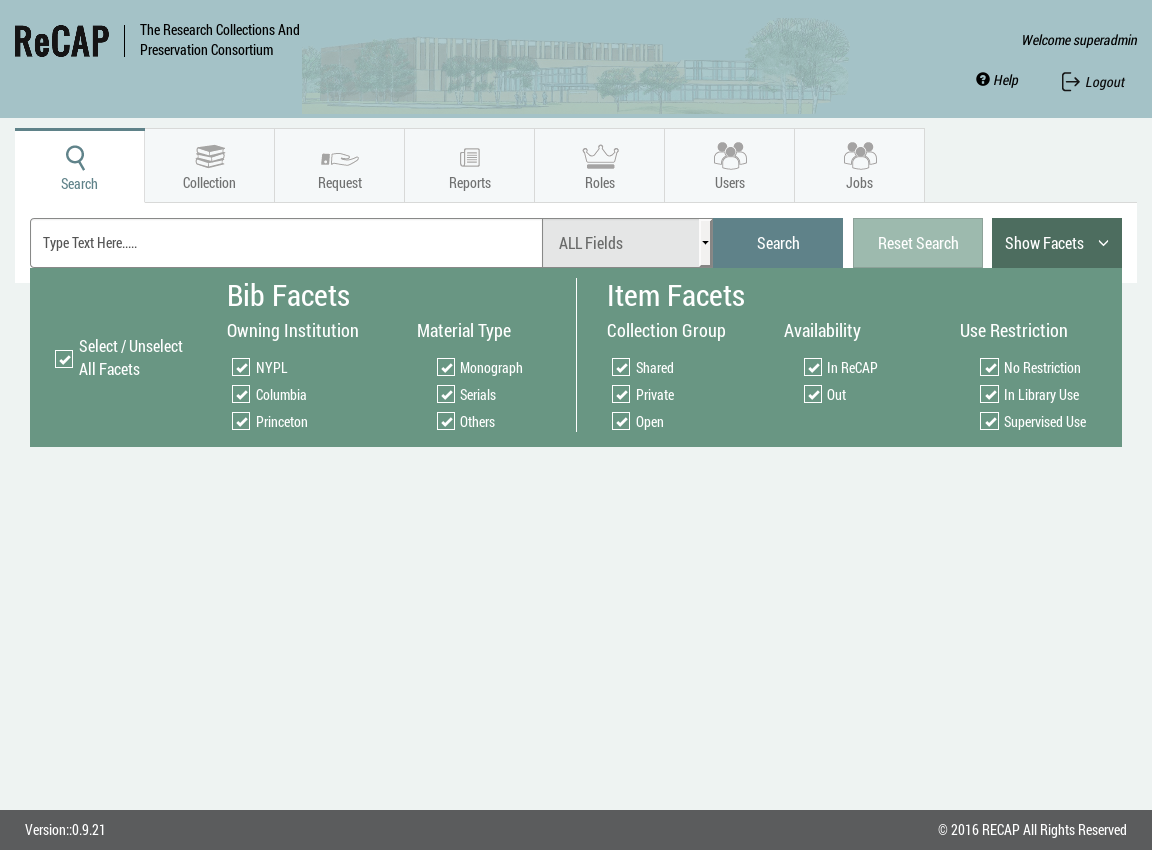 ReCAP
The Research Collections And
Preservation Consortium
Welcome superadmin
Help
Logout
Search
Collection
Request
Reports
Roles
Users
Jobs
Type Text Here.....
ALL Fields
Search
Reset Search
Show Facets
Select / Unselect
All Facets
Bib Facets
Owning Institution
NYPL
Columbia
Princeton
Material Type
Monograph
Serials
Others
Item Facets
Collection Group
Shared
Private
Open
Availability
In ReCAP
Out
Use Restriction
No Restriction
In Library Use
Supervised Use
Version::0.9.21
© 2016 RECAP All Rights Reserved